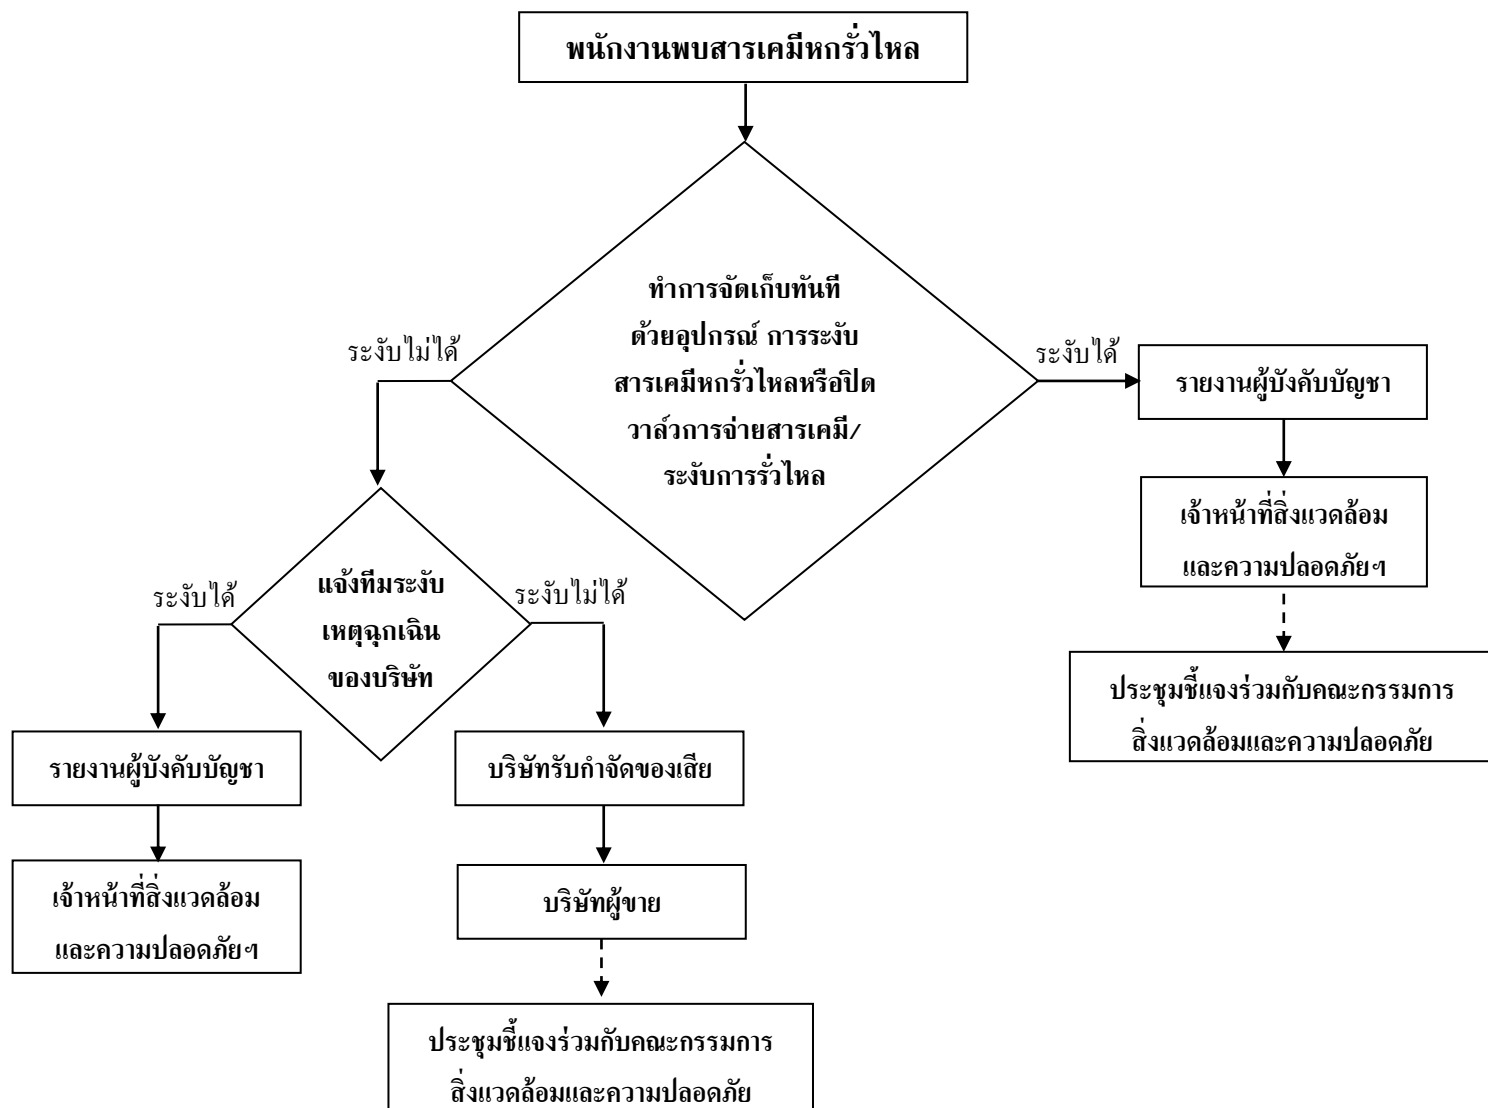 พนักงานพบสารเคมีหกรั่วไหล
ทำการจัดเก็บทันที
ด้วยอุปกรณ์ การระงับ
สารเคมีหกรั่วไหลหรือปิด
วาล์วการจ่ายสารเคมี/
ระงับการรั่วไหล
ระงับไม่ได้
ระงับได้
รายงานผู้บังคับบัญชา
เจ้าหน้าที่สิ่งแวดล้อม
และความปลอดภัยฯ
ประชุมชี้แจงร่วมกับคณะกรรมการ
สิ่งแวดล้อมและความปลอดภัย
แจ้งทีมระงับ
เหตุฉุกเฉิน
ของบริษัท
ระงับได้
ระงับไม่ได้
รายงานผู้บังคับบัญชา
เจ้าหน้าที่สิ่งแวดล้อม
และความปลอดภัยฯ
บริษัทรับกำจัดของเสีย
บริษัทผู้ขาย
ประชุมชี้แจงร่วมกับคณะกรรมการ
สิ่งแวดล้อมและความปลอดภัย